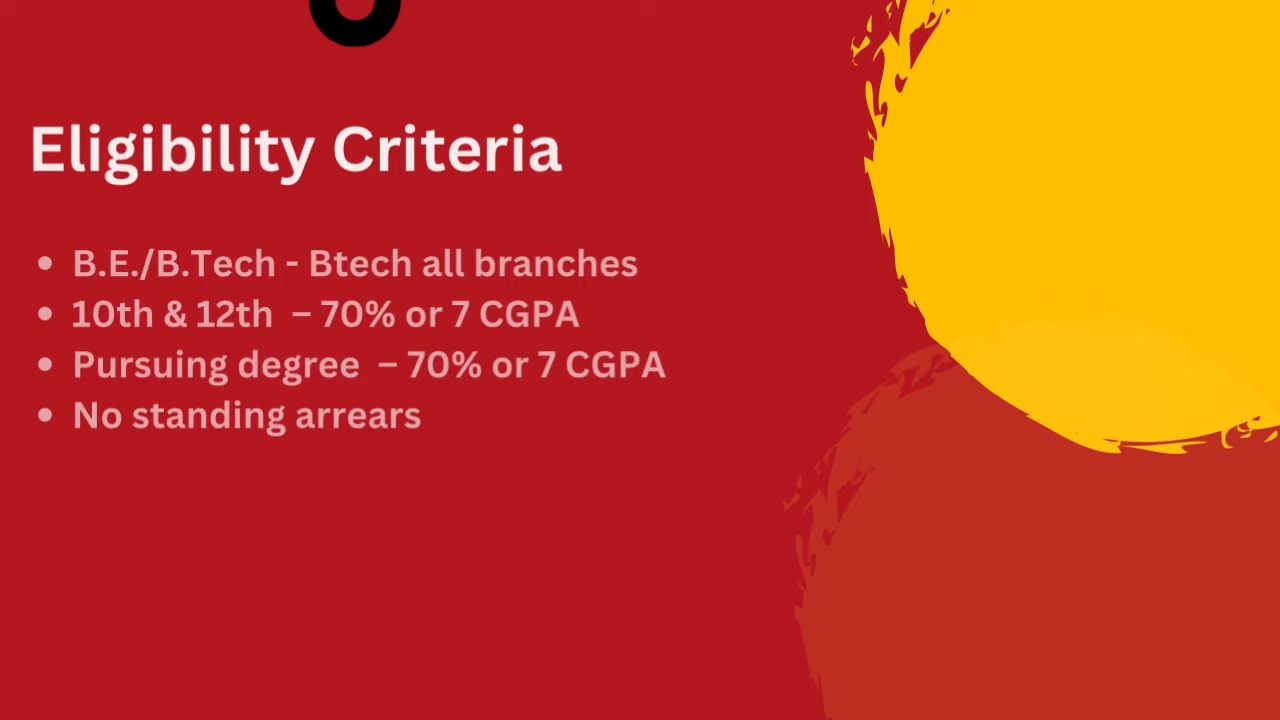 Eligibility Criteria
• B.E./B.Tech - Btech all branches
• 10th & 12th – 70% or 7 CGPA
• Pursuing degree – 70% or 7 CGPA
• No standing arrears